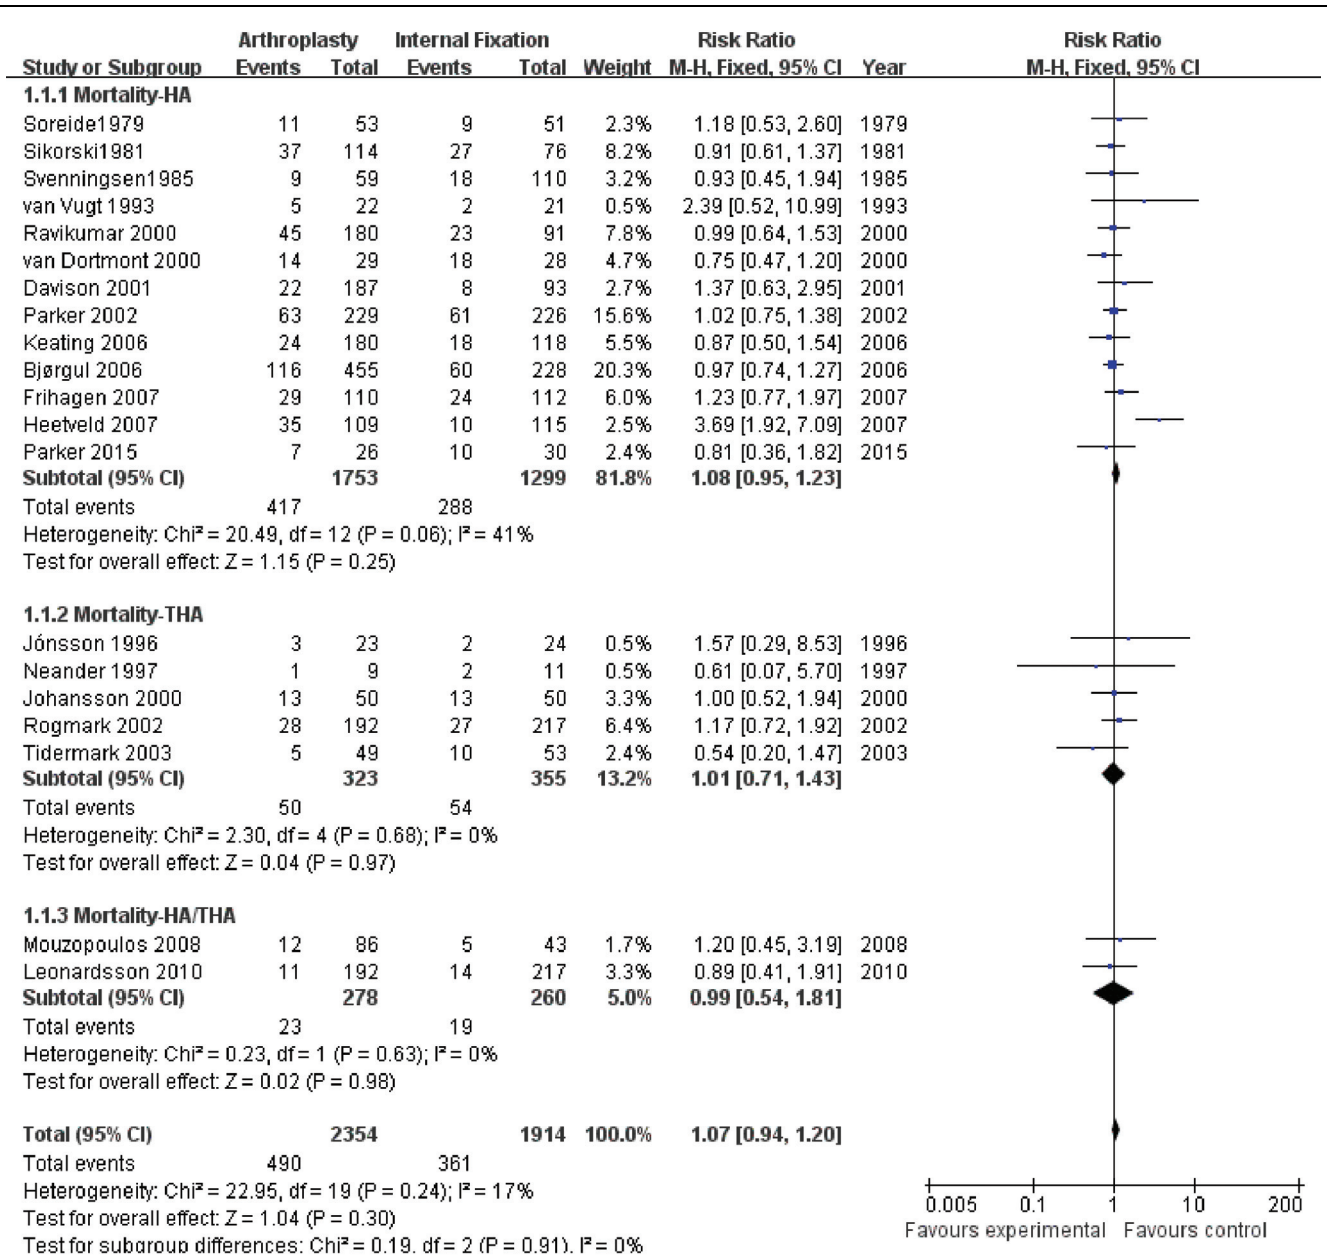 Arthroplasty Internal Fixation Risk Ratio Risk Ratio
Study or Subgroup Events Total Events Total Weight M-H, Fixed, 95% CI Year M-H, Fixed, 95% CI
1.1.1 Mortality-HA
Soreide1979 11 53 9 51 2.3% 1.18 [0.53, 2.60] 1979
Sikorski1981 37 114 27 76 8.2% 0.91 [0.61, 1.37] 1981
Svenningsen1985 9 59 18 110 3.2% 0.93 [0.45, 1.94] 1985
van Vugt 1993 5 22 2 21 0.5% 2.39 [0.52, 10.99] 1993
Ravikumar 2000 45 180 23 91 7.8% 0.99 [0.64, 1.53] 2000
van Dortmont 2000 14 29 18 28 4.7% 0.75 [0.47, 1.20] 2000
Davison 2001 22 187 8 93 2.7% 1.37 [0.63, 2.95] 2001
Parker 2002 63 229 61 226 15.6% 1.02 [0.75, 1.38] 2002
Keating 2006 24 180 18 118 5.5% 0.87 [0.50, 1.54] 2006
Bjørgul 2006 116 455 60 228 20.3% 0.97 [0.74, 1.27] 2006
Frihagen 2007 29 110 24 112 6.0% 1.23 [0.77, 1.97] 2007
Heetveld 2007 35 109 10 115 2.5% 3.69 [1.92, 7.09] 2007
Parker 2015 7 26 10 30 2.4% 0.81 [0.36, 1.82] 2015
Subtotal (95% CI) 1753 1299 81.8% 1.08 [0.95, 1.23]
Total events 417 288
Heterogeneity: Chi² = 20.49, df = 12 (P = 0.06); I² = 41%
Test for overall effect: Z = 1.15 (P = 0.25)
1.1.2 Mortality-THA
Jónsson 1996 3 23 2 24 0.5% 1.57 [0.29, 8.53] 1996
Neander 1997 1 9 2 11 0.5% 0.61 [0.07, 5.70] 1997
Johansson 2000 13 50 13 50 3.3% 1.00 [0.52, 1.94] 2000
Rogmark 2002 28 192 27 217 6.4% 1.17 [0.72, 1.92] 2002
Tidermark 2003 5 49 10 53 2.4% 0.54 [0.20, 1.47] 2003
Subtotal (95% CI) 323 355 13.2% 1.01 [0.71, 1.43]
Total events 50 54
Heterogeneity: Chi² = 2.30, df = 4 (P = 0.68); I² = 0%
Test for overall effect: Z = 0.04 (P = 0.97)
1.1.3 Mortality-HA/THA
Mouzopoulos 2008 12 86 5 43 1.7% 1.20 [0.45, 3.19] 2008
Leonardsson 2010 11 192 14 217 3.3% 0.89 [0.41, 1.91] 2010
Subtotal (95% CI) 278 260 5.0% 0.99 [0.54, 1.81]
Total events 23 19
Heterogeneity: Chi² = 0.23, df = 1 (P = 0.63); I² = 0%
Test for overall effect: Z = 0.02 (P = 0.98)
Total (95% CI) 2354 1914 100.0% 1.07 [0.94, 1.20]
Total events 490 361
Heterogeneity: Chi² = 22.95, df = 19 (P = 0.24); I² = 17%
Test for overall effect: Z = 1.04 (P = 0.30)
Test for subgroup differences: Chi² = 0.19. df = 2 (P = 0.91). I² = 0%
0.005 0.1 1 10 200
Favours experimental Favours control